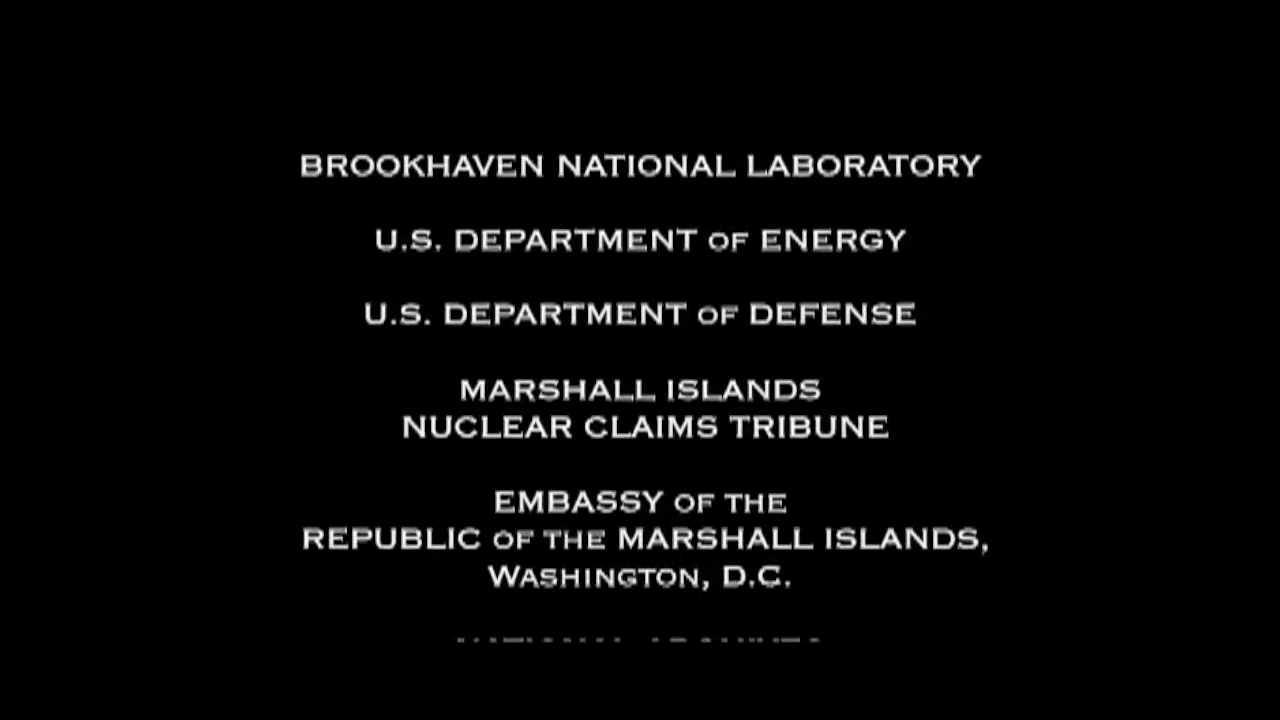 BROOKHAVEN NATIONAL LABORATORY
U.S. DEPARTMENT OF ENERGY
U.S. DEPARTMENT OF DEFENSE
MARSHALL ISLANDS
NUCLEAR CLAIMS TRIBUNE
EMBASSY OF THE
REPUBLIC OF THE MARSHALL ISLANDS,
WASHINGTON, D.C.